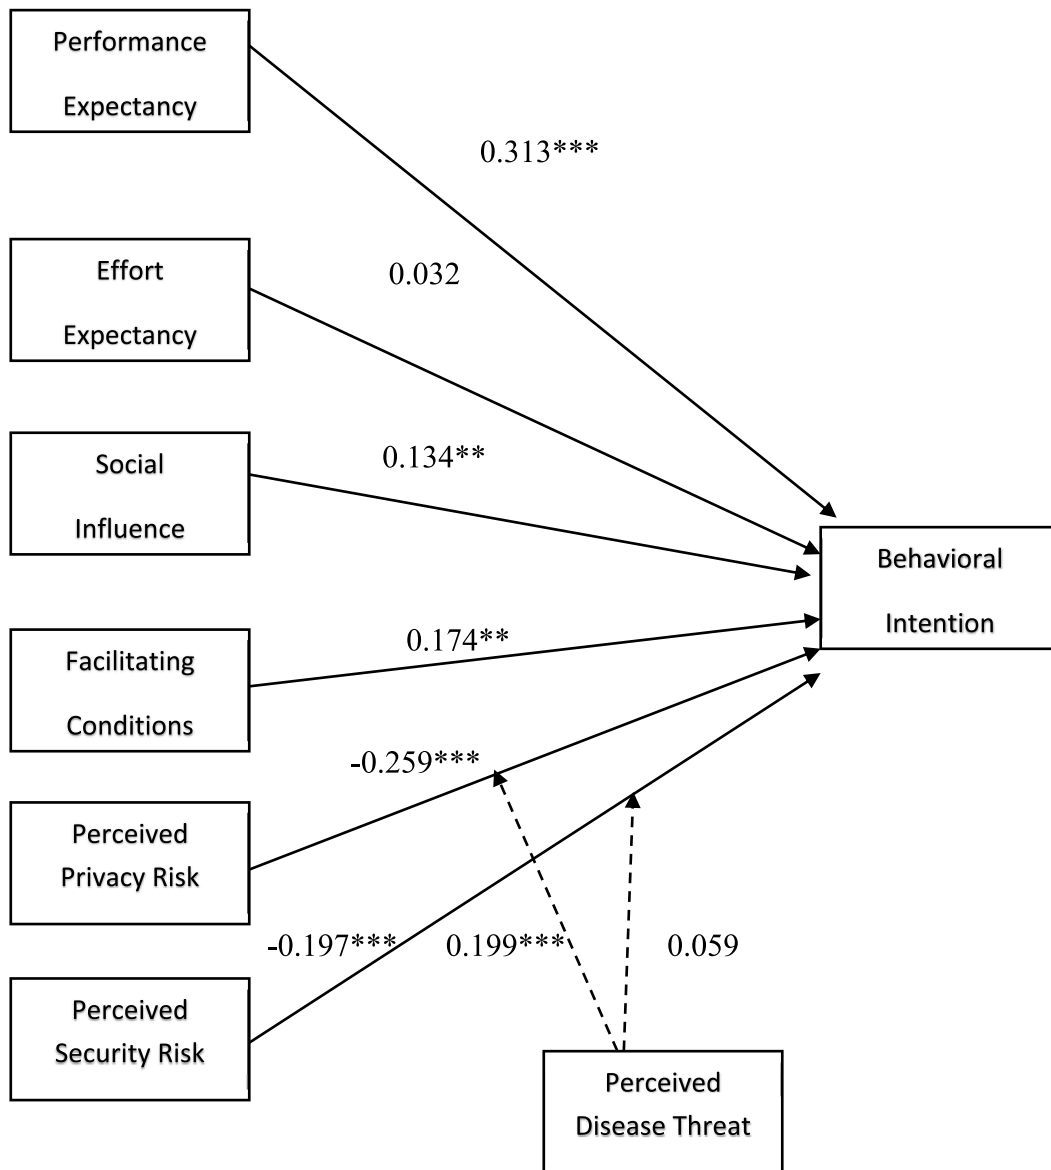 Performance
Expectancy
0.313***
Effort
Expectancy
0.032
Social
Influence
0.134**
Behavioral
Intention
Facilitating
Conditions
0.174**
-0.259***
Perceived
Privacy Risk
-0.197***
0.199***
0.059
Perceived
Security Risk
Perceived
Disease Threat